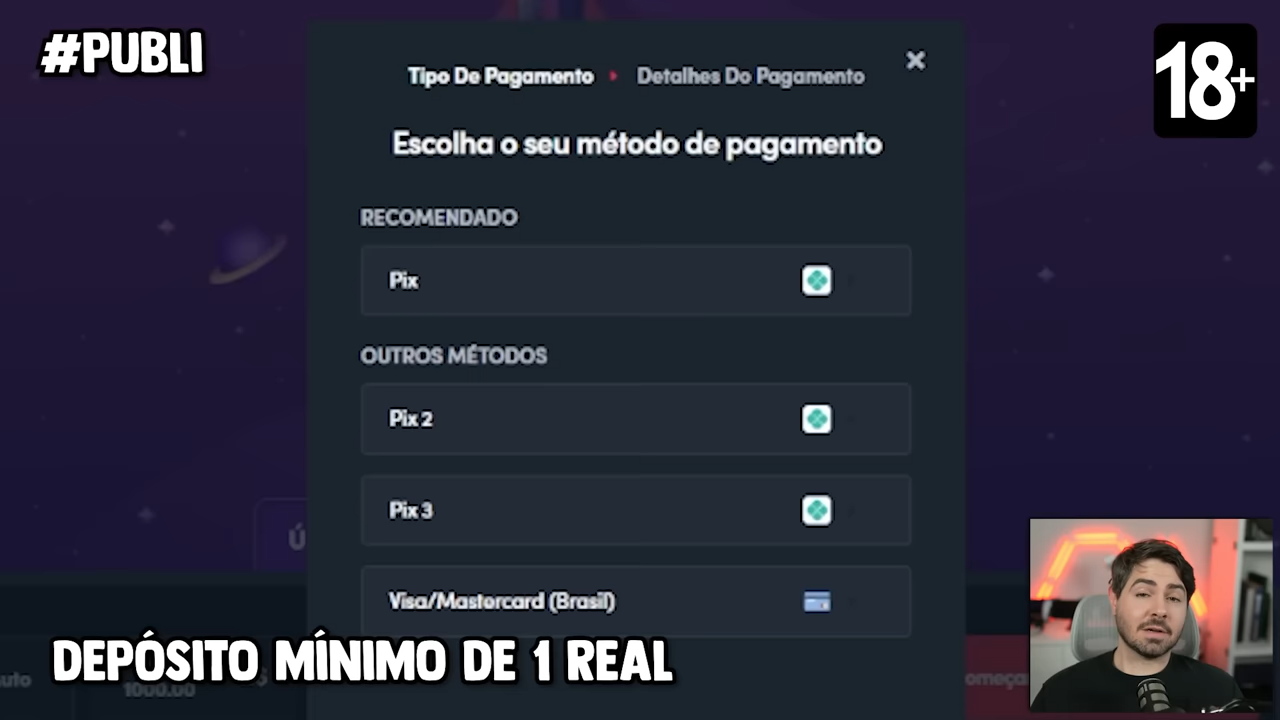 #PUBLI
18+
Tipo De Pagamento
Detalhes Do Pagamento
Escolha o seu método de pagamento
RECOMENDADO
Pix
OUTROS MÉTODOS
Pix 2
Pix 3
Visa/Mastercard (Brasil)
DEPÓSITO MÍNIMO DE 1 REAL
1000.00